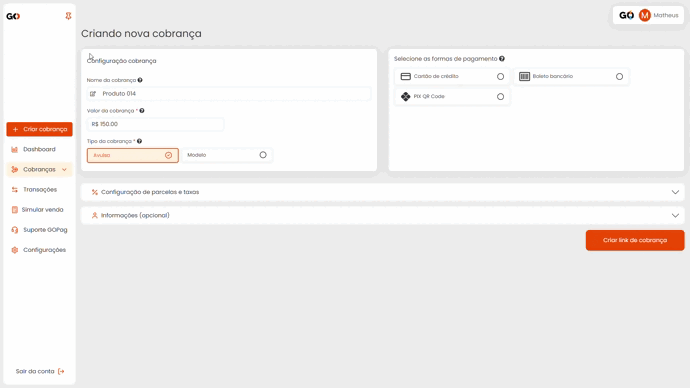 GO
GO M Matheus
Criando nova cobrança
Configuração cobrança
Nome da cobrança
Produto 014
Valor da cobrança *
R$ 150,00
Tipo da cobrança *
Avulso
Modelo
Selecione as formas de pagamento
Cartão de crédito
Boleto bancário
PIX QR Code
Configuração de parcelas e taxas
Informações (opcional)
Criar link de cobrança
+ Criar cobrança
Dashboard
Cobranças
Transações
Simular venda
Suporte GOPag
Configurações
Sair da conta